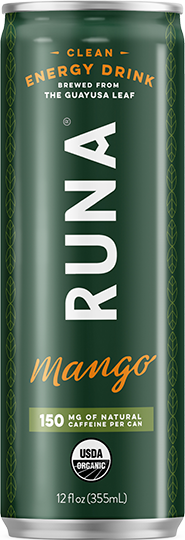 CLEAN
ENERGY DRINK
BREWED FROM
THE GUAYUSA LEAF
RUNA®
Mango
150 MG OF NATURAL
CAFFEINE PER CAN
USDA
ORGANIC
12 fl oz (355mL)